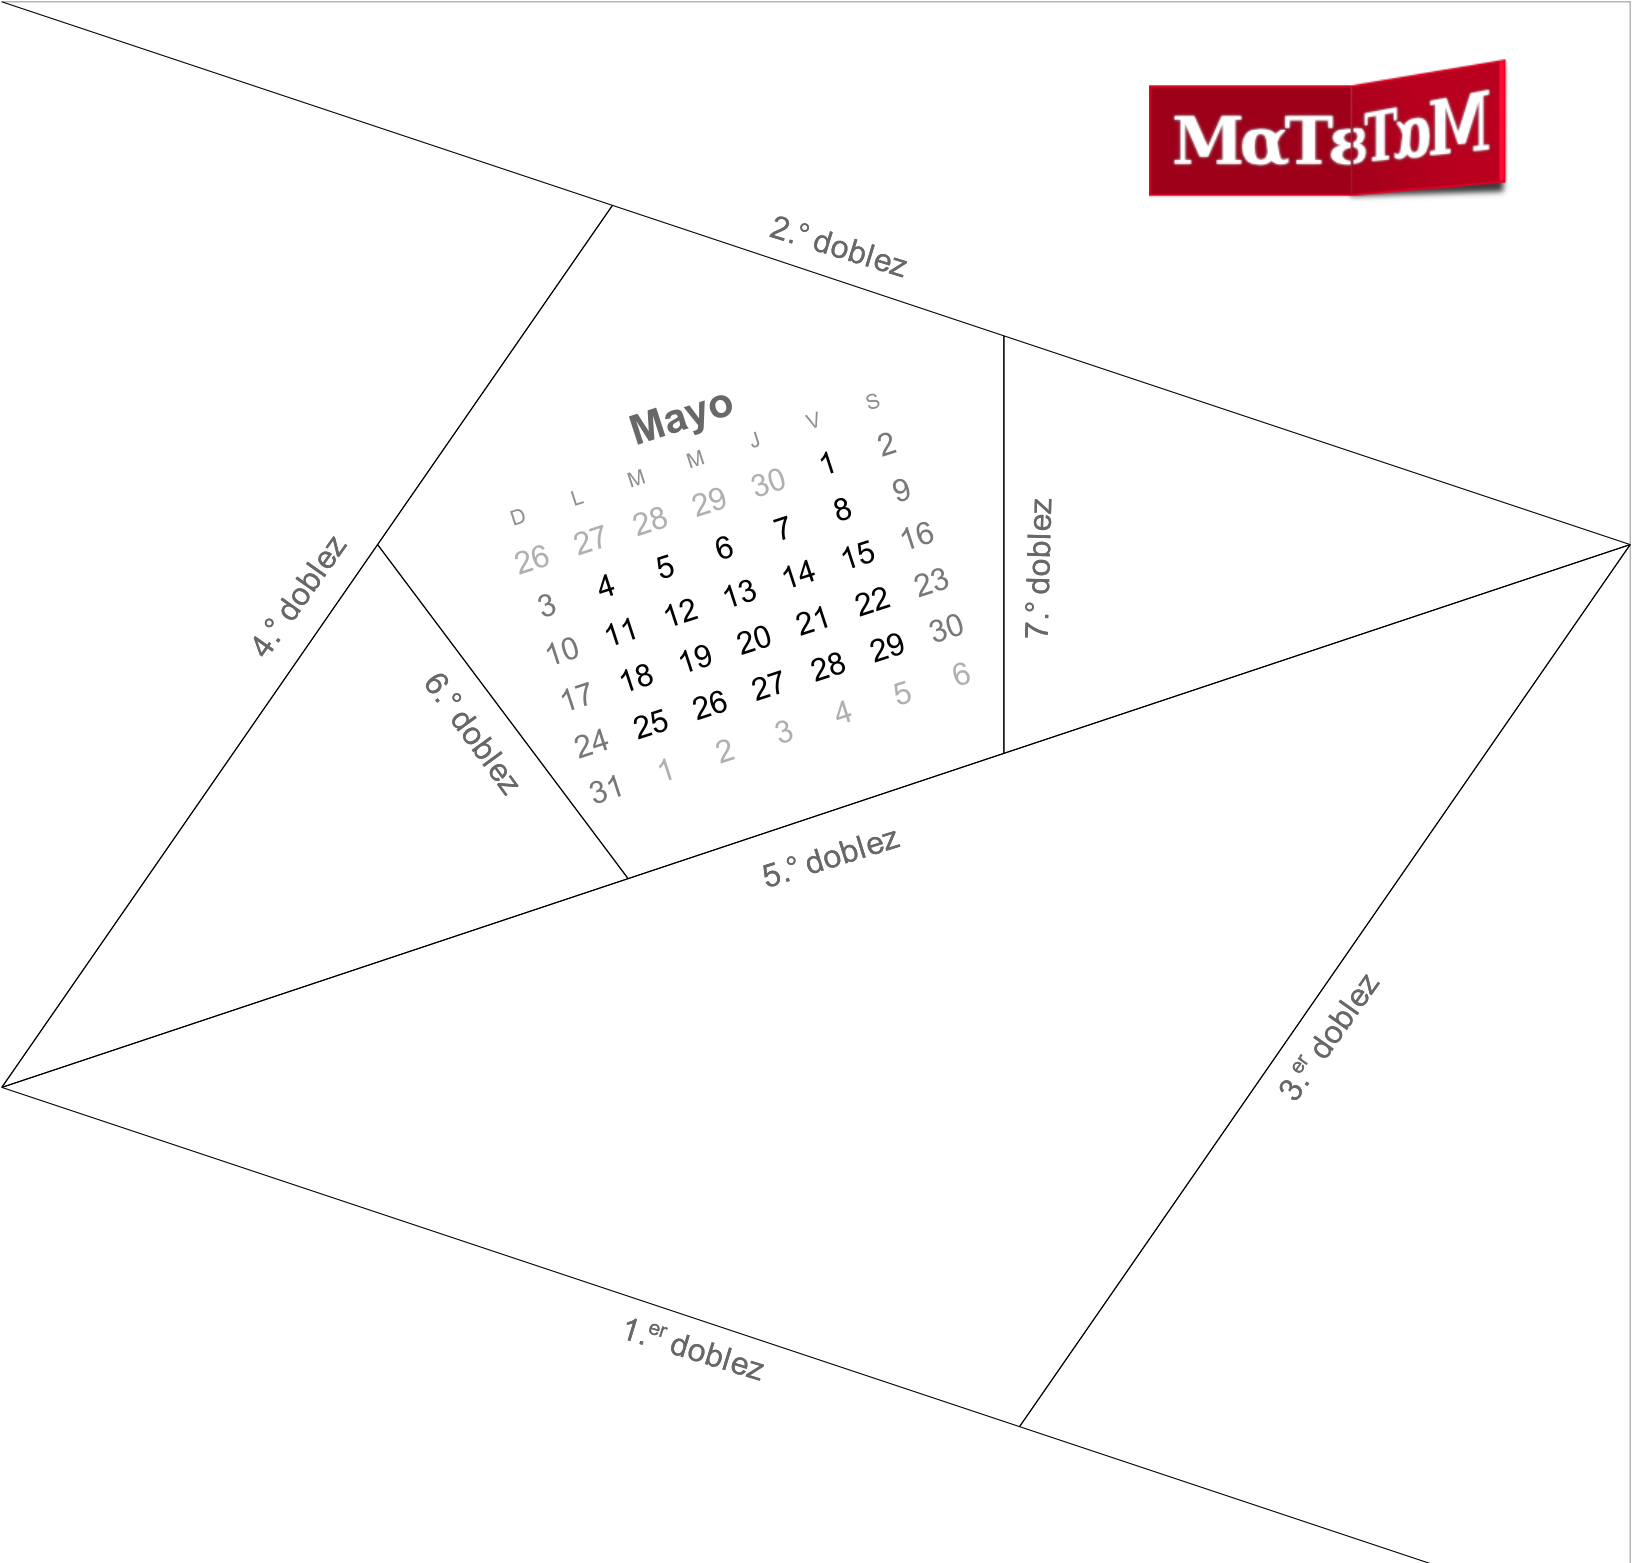 MαTεTαM
2.° doblez
Mayo
D L M M J V S
26 27 28 29 30 1 2
3 4 5 6 7 8 9
10 11 12 13 14 15 16
17 18 19 20 21 22 23
24 25 26 27 28 29 30
31 1 2 3 4 5 6
4.° doblez
7.° doblez
6.° doblez
5.° doblez
3.er doblez
1.er doblez